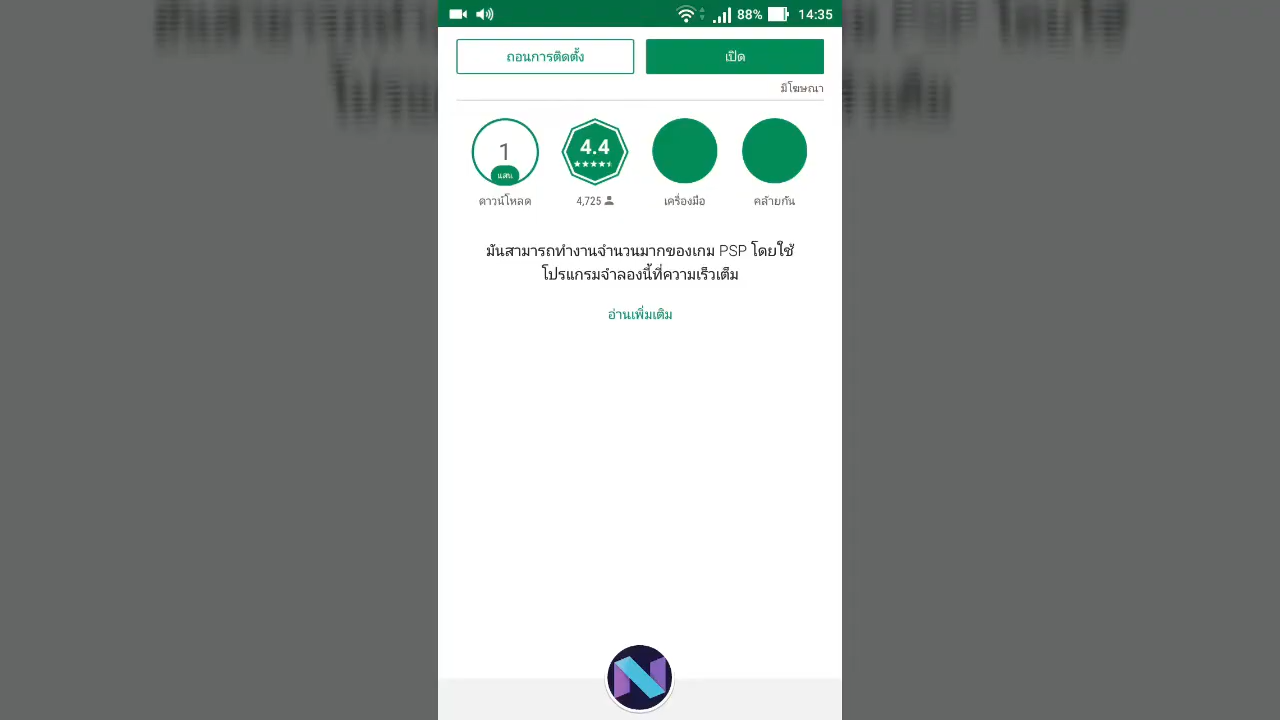 88% 14:35
ถอนการติดตั้ง เปิด
มีโฆษณา
1 แสน
4.4
ดาวน์โหลด 4,725 เครื่องมือ คล้ายกัน
มันสามารถทำงานจำนวนมากของเกม PSP โดยใช้
โปรแกรมจำลองนี้ที่ความเร็วเต็ม
อ่านเพิ่มเติม